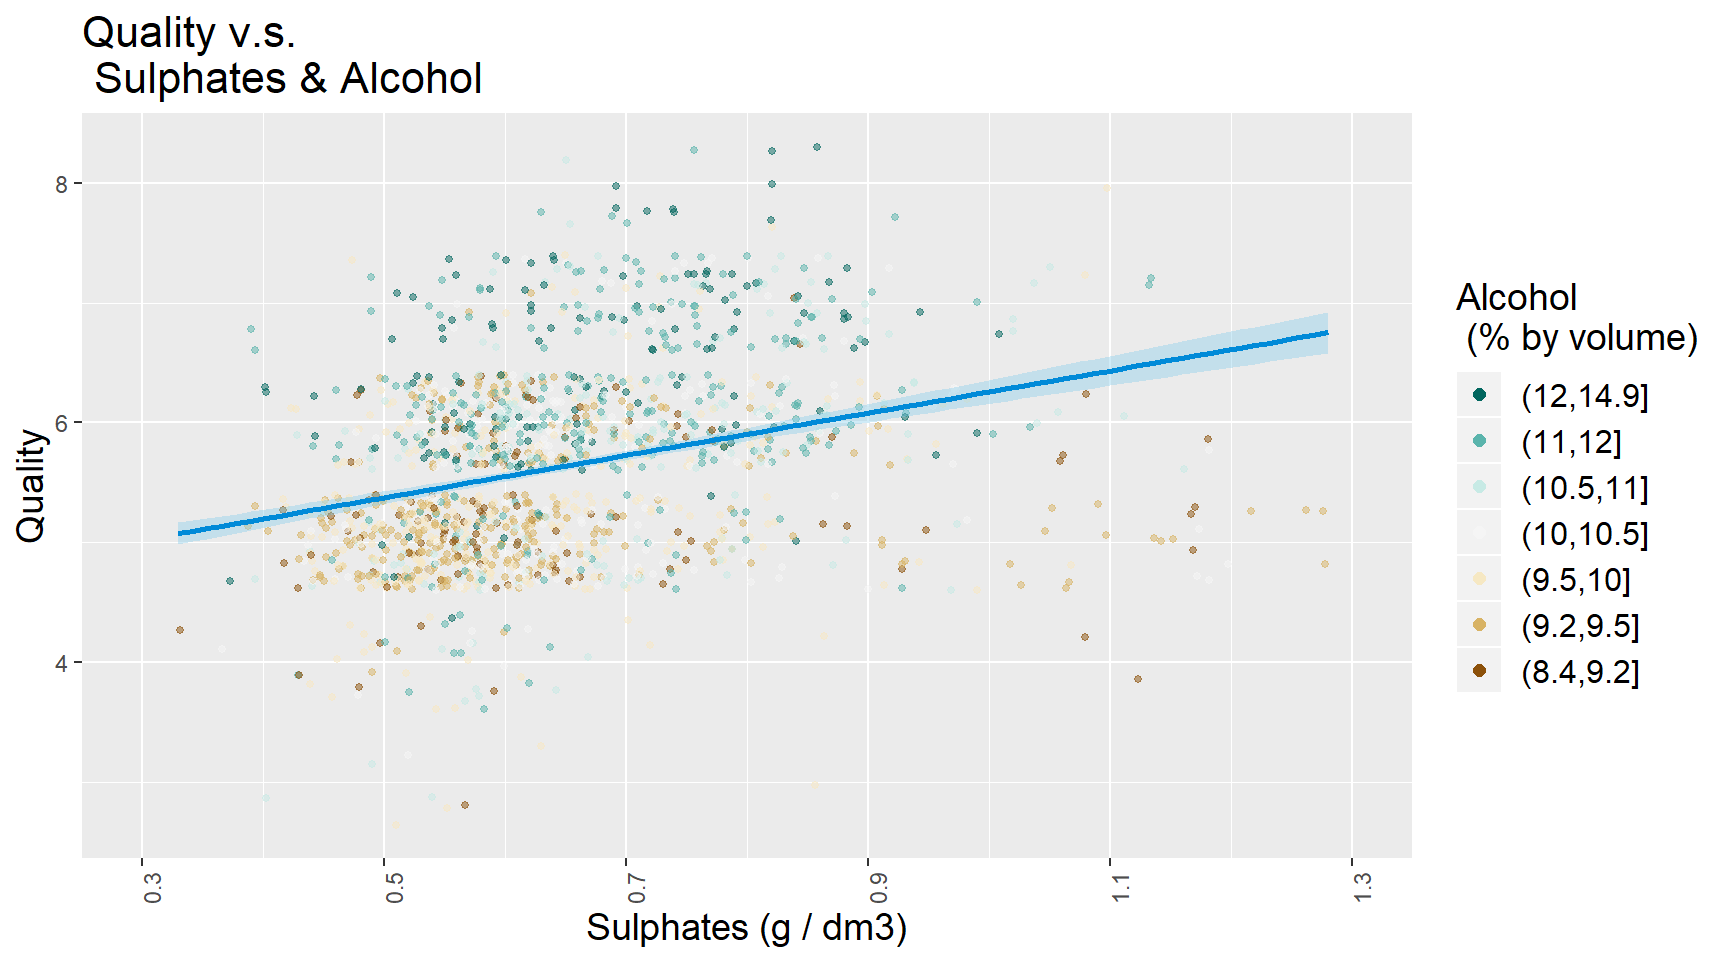 Quality v.s.
Sulphates & Alcohol
Quality
8
6
4
0.3
0.5
0.7
0.9
1.1
1.3
Sulphates (g / dm3)
Alcohol
(% by volume)
(12,14.9]
(11,12]
(10.5,11]
(10,10.5]
(9.5,10]
(9.2,9.5]
(8.4,9.2]